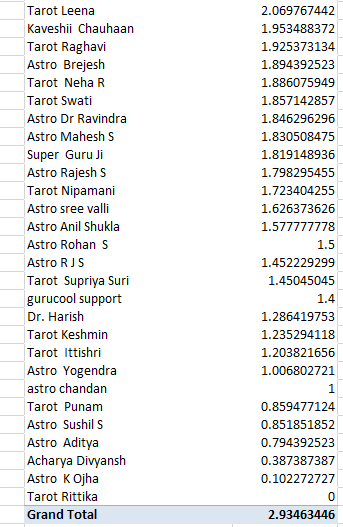 Tarot Leena 2.069767442
Kaveshii Chauhaan 1.953488372
Tarot Raghavi 1.925373134
Astro Brejesh 1.894392523
Tarot Neha R 1.886075949
Tarot Swati 1.857142857
Astro Dr Ravindra 1.846296296
Astro Mahesh S 1.830508475
Super Guru Ji 1.819148936
Astro Rajesh S 1.798295455
Tarot Nipamani 1.723404255
Astro sree valli 1.626373626
Astro Anil Shukla 1.577777778
Astro Rohan S 1.5
Astro R J S 1.452229299
Tarot Supriya Suri 1.45045045
gurucool support 1.4
Dr. Harish 1.286419753
Tarot Keshmin 1.235294118
Tarot Ittishri 1.203821656
Astro Yogendra 1.006802721
astro chandan 1
Tarot Punam 0.859477124
Astro Sushil S 0.851851852
Astro Aditya 0.794392523
Acharya Divyansh 0.387387387
Astro K Ojha 0.102272727
Tarot Rittika 0
Grand Total 2.93463446